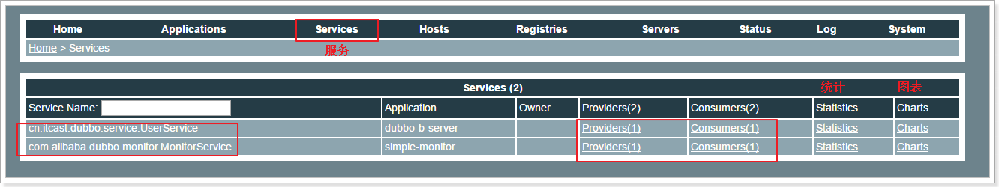 Home Applications Services Hosts Registries Servers Status Log System
Home > Services
服务
Services (2) 统计 图表
Service Name: Application Owner Providers(2) Consumers(2) Statistics Charts
cn.itcast.dubbo.service.UserService dubbo-b-server Providers(1) Consumers(1) Statistics Charts
com.alibaba.dubbo.monitor.MonitorService simple-monitor Providers(1) Consumers(1) Statistics Charts